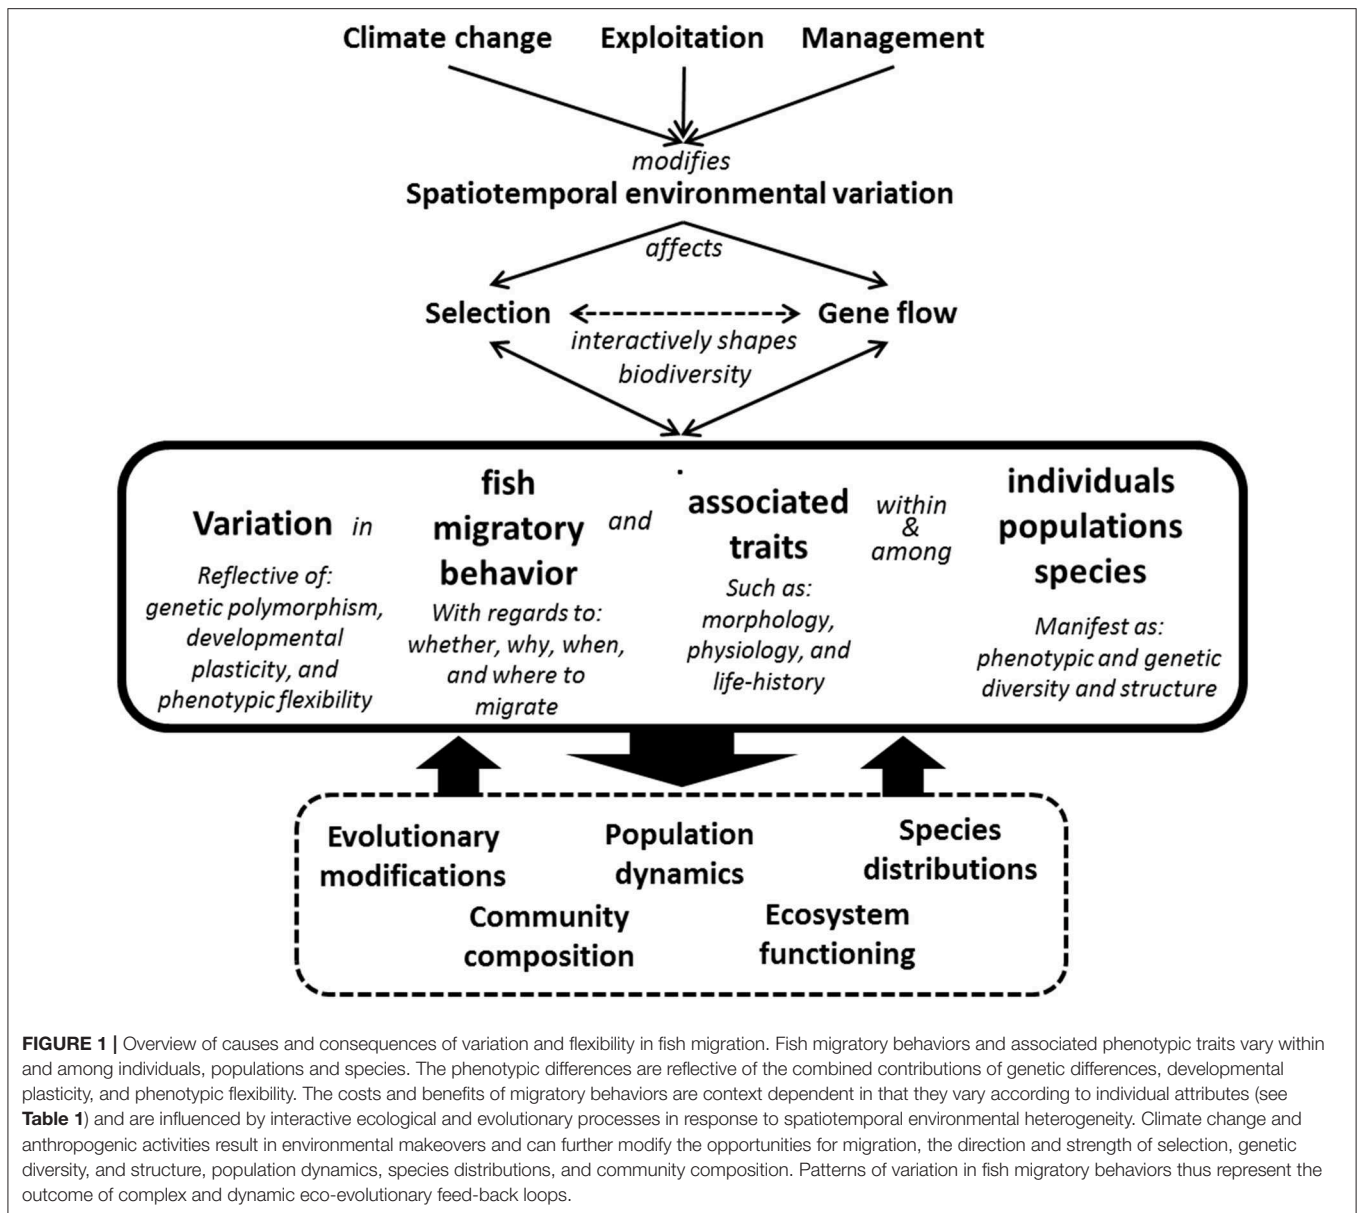 Climate change Exploitation Management
modifies
Spatiotemporal environmental variation
affects
Selection Gene flow
interactively shapes
biodiversity
Variation in
Reflective of:
genetic polymorphism,
developmental
plasticity, and
phenotypic flexibility
fish
migratory
behavior
With regards to:
whether, why, when,
and where to
migrate
and
associated
traits
Such as:
morphology,
physiology, and
life-history
within
&
among
individuals
populations
species
Manifest as:
phenotypic and genetic
diversity and structure
Evolutionary
modifications
Population
dynamics
Species
distributions
Community
composition
Ecosystem
functioning
FIGURE 1 | Overview of causes and consequences of variation and flexibility in fish migration. Fish migratory behaviors and associated phenotypic traits vary within
and among individuals, populations and species. The phenotypic differences are reflective of the combined contributions of genetic differences, developmental
plasticity, and phenotypic flexibility. The costs and benefits of migratory behaviors are context dependent in that they vary according to individual attributes (see
Table 1) and are influenced by interactive ecological and evolutionary processes in response to spatiotemporal environmental heterogeneity. Climate change and
anthropogenic activities result in environmental makeovers and can further modify the opportunities for migration, the direction and strength of selection, genetic
diversity, and structure, population dynamics, species distributions, and community composition. Patterns of variation in fish migratory behaviors thus represent the
outcome of complex and dynamic eco-evolutionary feed-back loops.